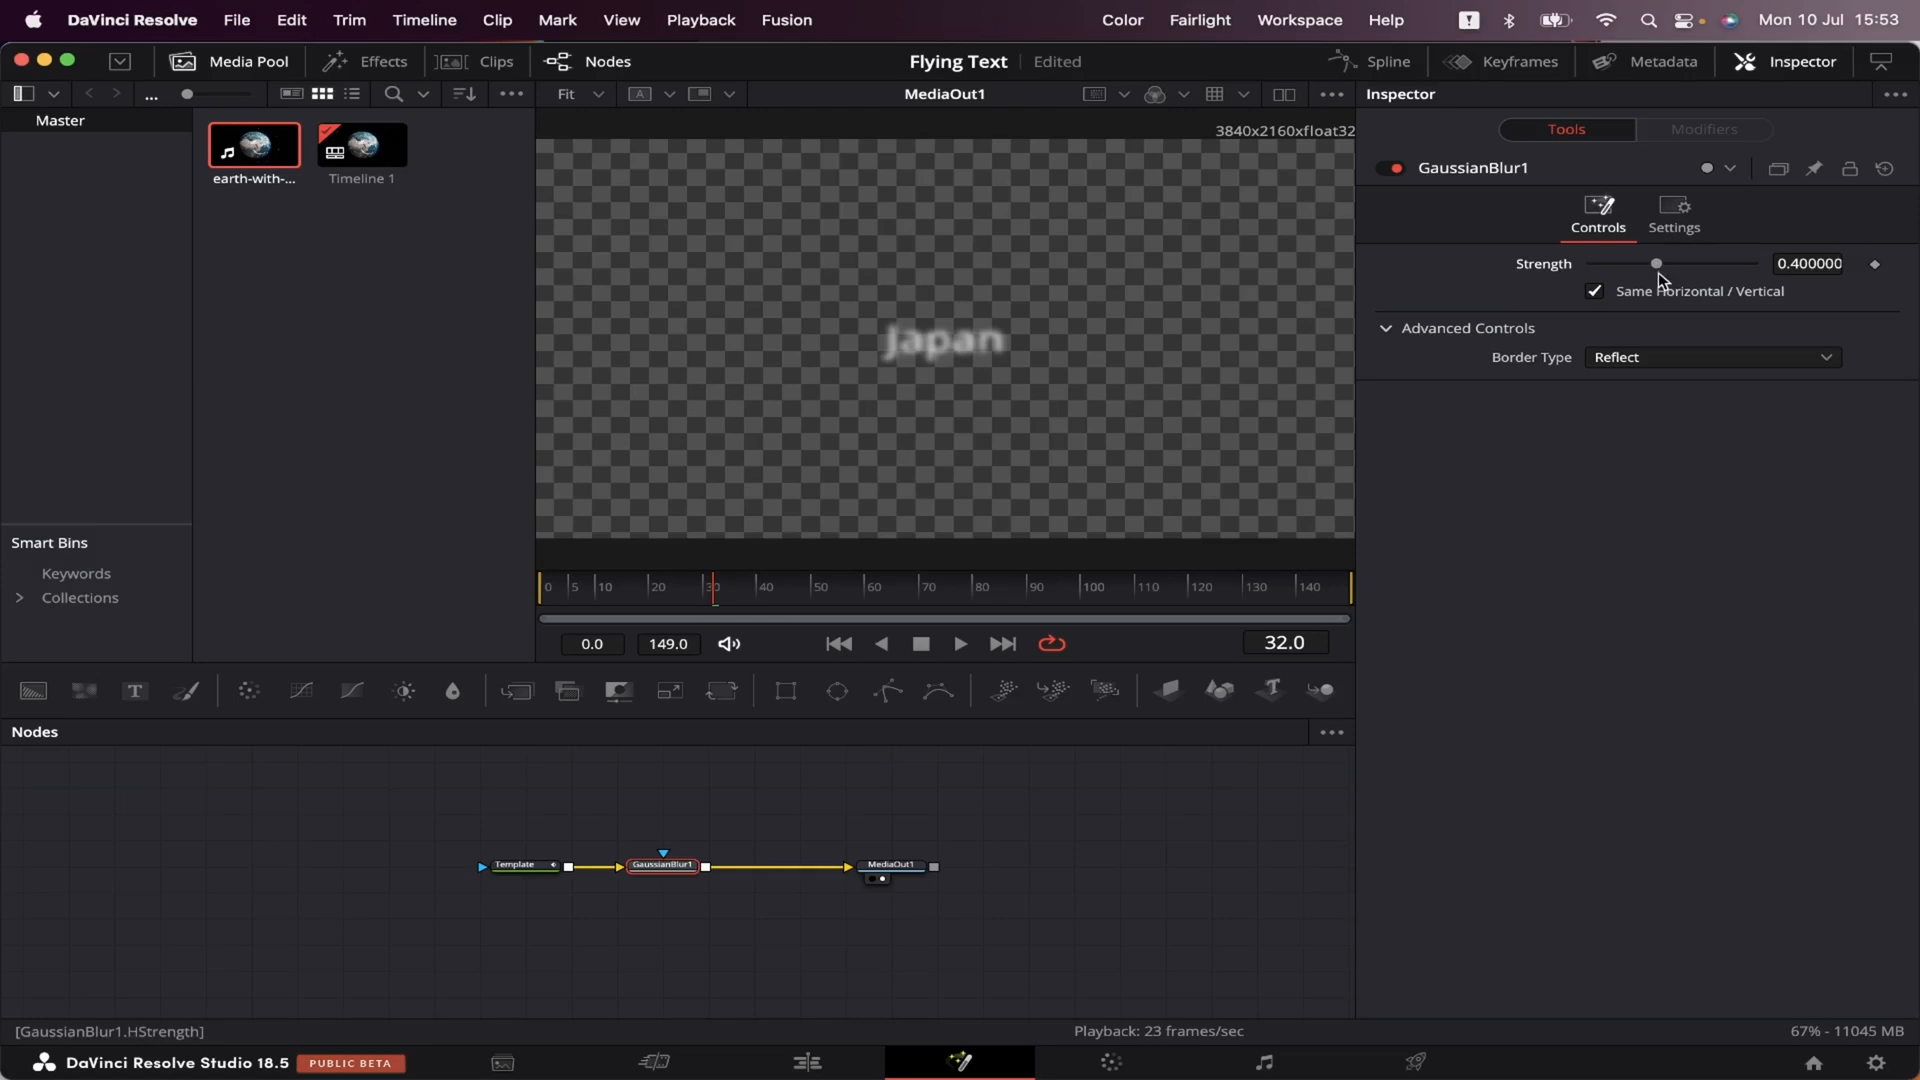 DaVinci Resolve File Edit Trim Timeline Clip Mark View Playback Fusion Color Fairlight Workspace Help Mon 10 Jul 15:53
Media Pool Effects Clips Nodes Flying Text Edited Spline Keyframes Metadata Inspector
... Fit A MediaOut1 Inspector
Master
3840x2160xfloat32
Tools Modifiers
GaussianBlur1
earth-with-... Timeline 1
Controls Settings
Strength 0.400000
Same Horizontal / Vertical
Advanced Controls
Border Type Reflect
Japan
Smart Bins
Keywords
Collections
0 5 10 20 30 40 50 60 70 80 90 100 110 120 130 140
0.0 149.0 32.0
T T
Nodes
Template GaussianBlur1 MediaOut1
[GaussianBlur1.HStrength] Playback: 23 frames/sec 67% - 11045 MB
DaVinci Resolve Studio 18.5 PUBLIC BETA